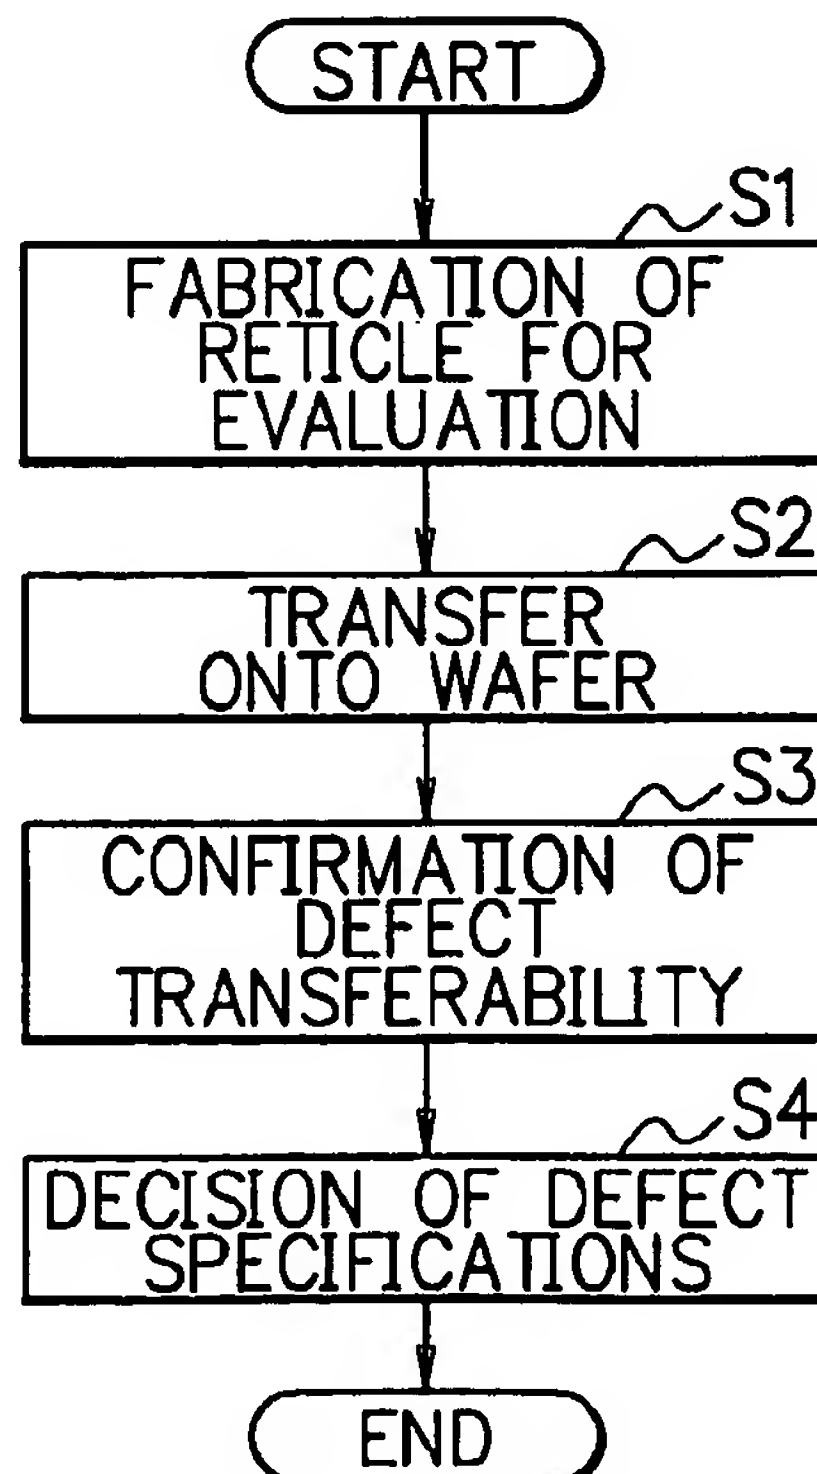 START
S1
FABRICATION OF
RETICLE FOR
EVALUATION
S2
TRANSFER
ONTO WAFER
S3
CONFIRMATION OF
DEFECT
TRANSFERABILITY
S4
DECISION OF DEFECT
SPECIFICATIONS
END